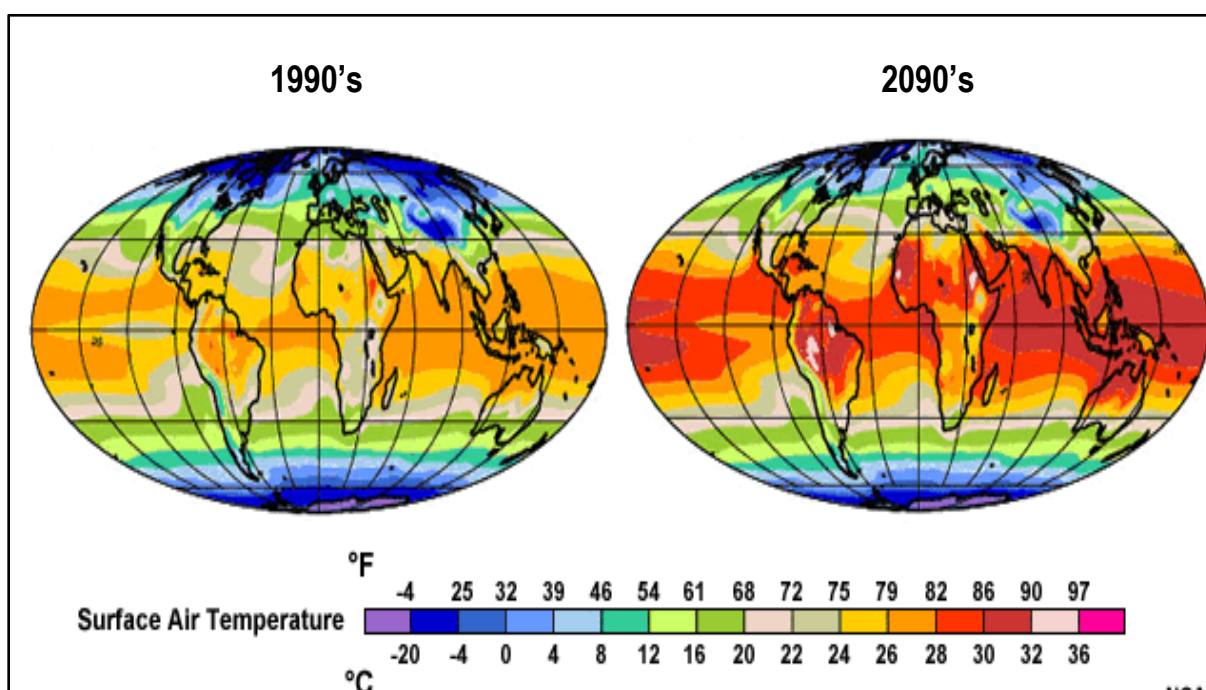 1990's
2090's
°F
-4 25 32 39 46 54 61 68 72 75 79 82 86 90 97
Surface Air Temperature
-20 -4 0 4 8 12 16 20 22 24 26 28 30 32 36
°C